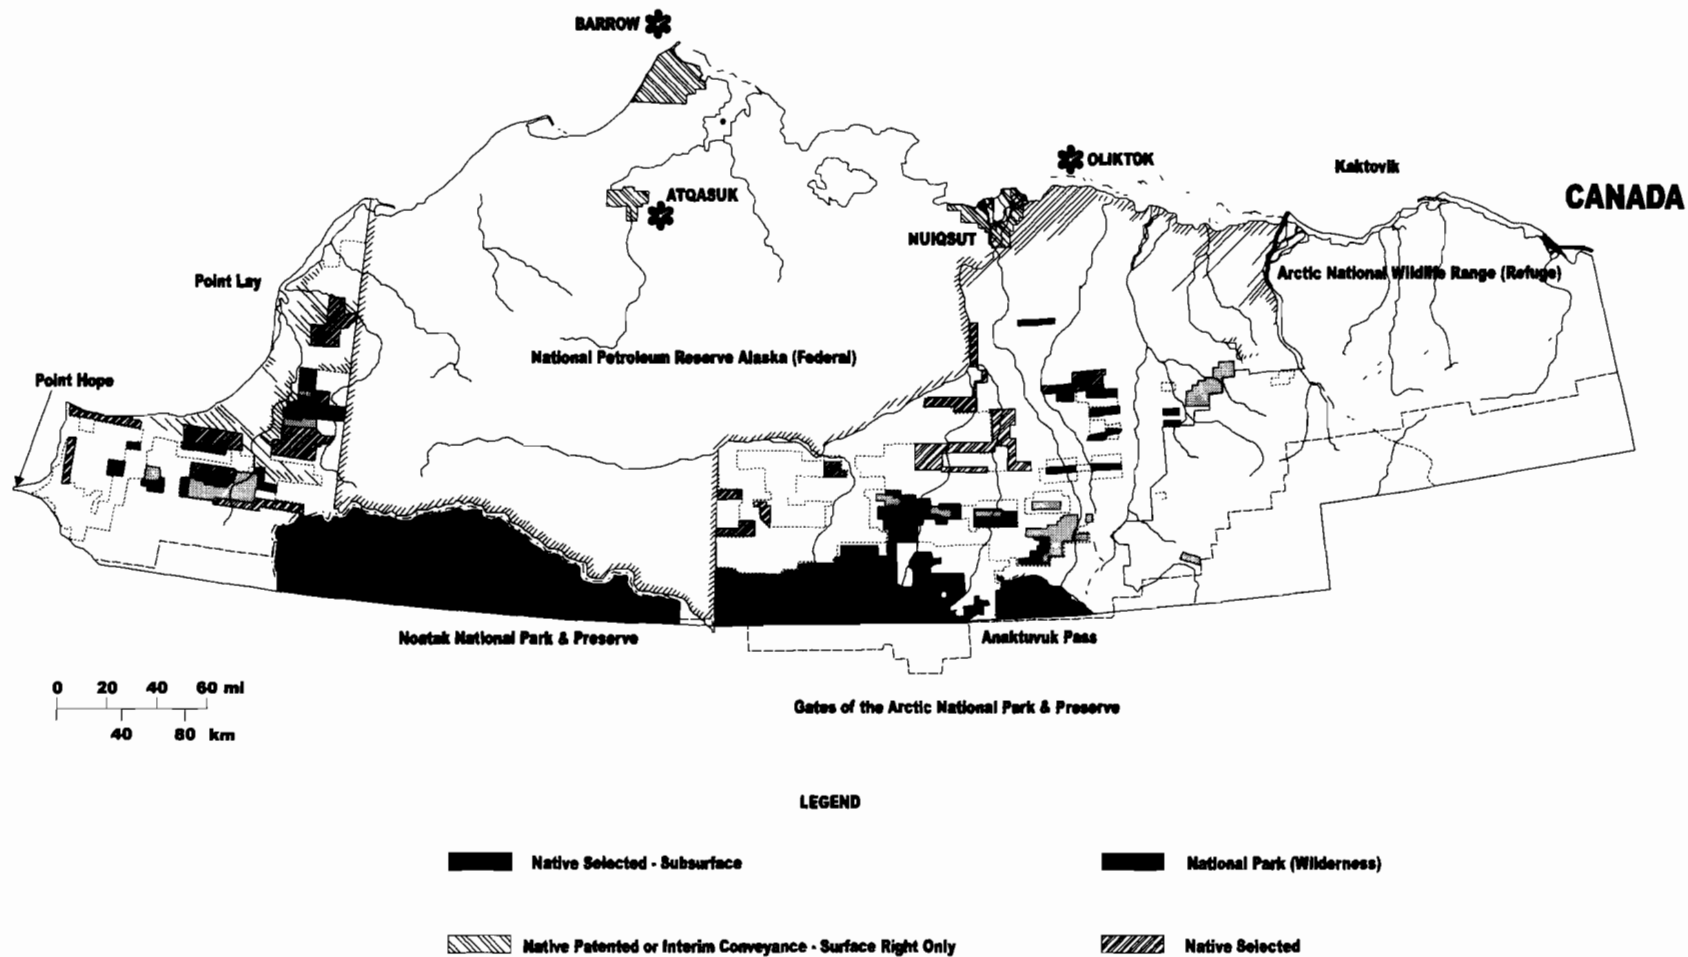 BARROW
OLIKTOK
Kaktovik
CANADA
ATQASUK
NUIQSUT
Point Lay
Arctic National Wildlife Range (Refuge)
National Petroleum Reserve Alaska (Federal)
Point Hope
Noatak National Park & Preserve
Anaktuvuk Pass
0 20 40 60 mi
40 80 km
Gates of the Arctic National Park & Preserve
LEGEND
Native Selected - Subsurface
National Park (Wilderness)
Native Patented or Interim Conveyance - Surface Right Only
Native Selected